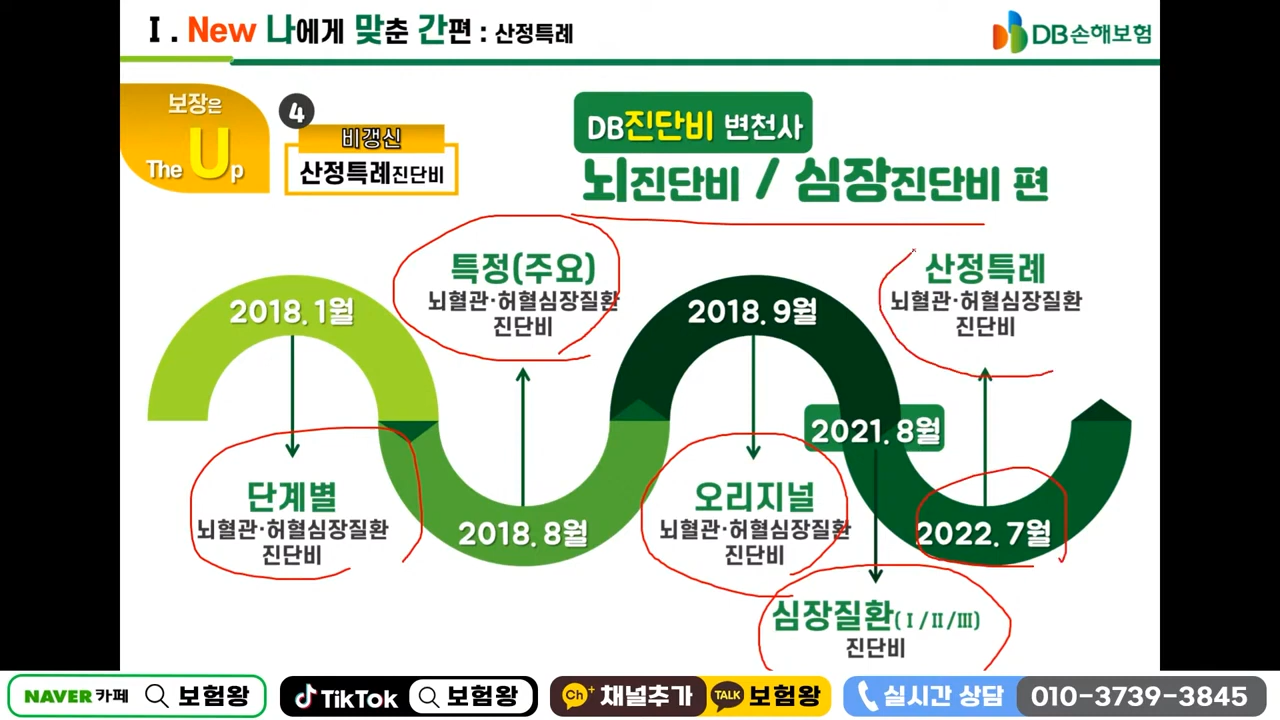 Ⅰ. New 나에게 맞춘 간편 : 산정특례
DB손해보험
보장은
The Up
4
비갱신
산정특례진단비
DB진단비 변천사
뇌진단비 / 심장진단비 편
2018. 1월
단계별
뇌혈관·허혈심장질환
진단비
특정(주요)
뇌혈관·허혈심장질환
진단비
2018. 8월
2018. 9월
오리지널
뇌혈관·허혈심장질환
진단비
2021. 8월
심장질환(Ⅰ/Ⅱ/Ⅲ)
진단비
산정특례
뇌혈관·허혈심장질환
진단비
2022. 7월
NAVER 카페 보험왕
TikTok 보험왕
Ch+ 채널추가 TALK 보험왕
실시간 상담 010-3739-3845